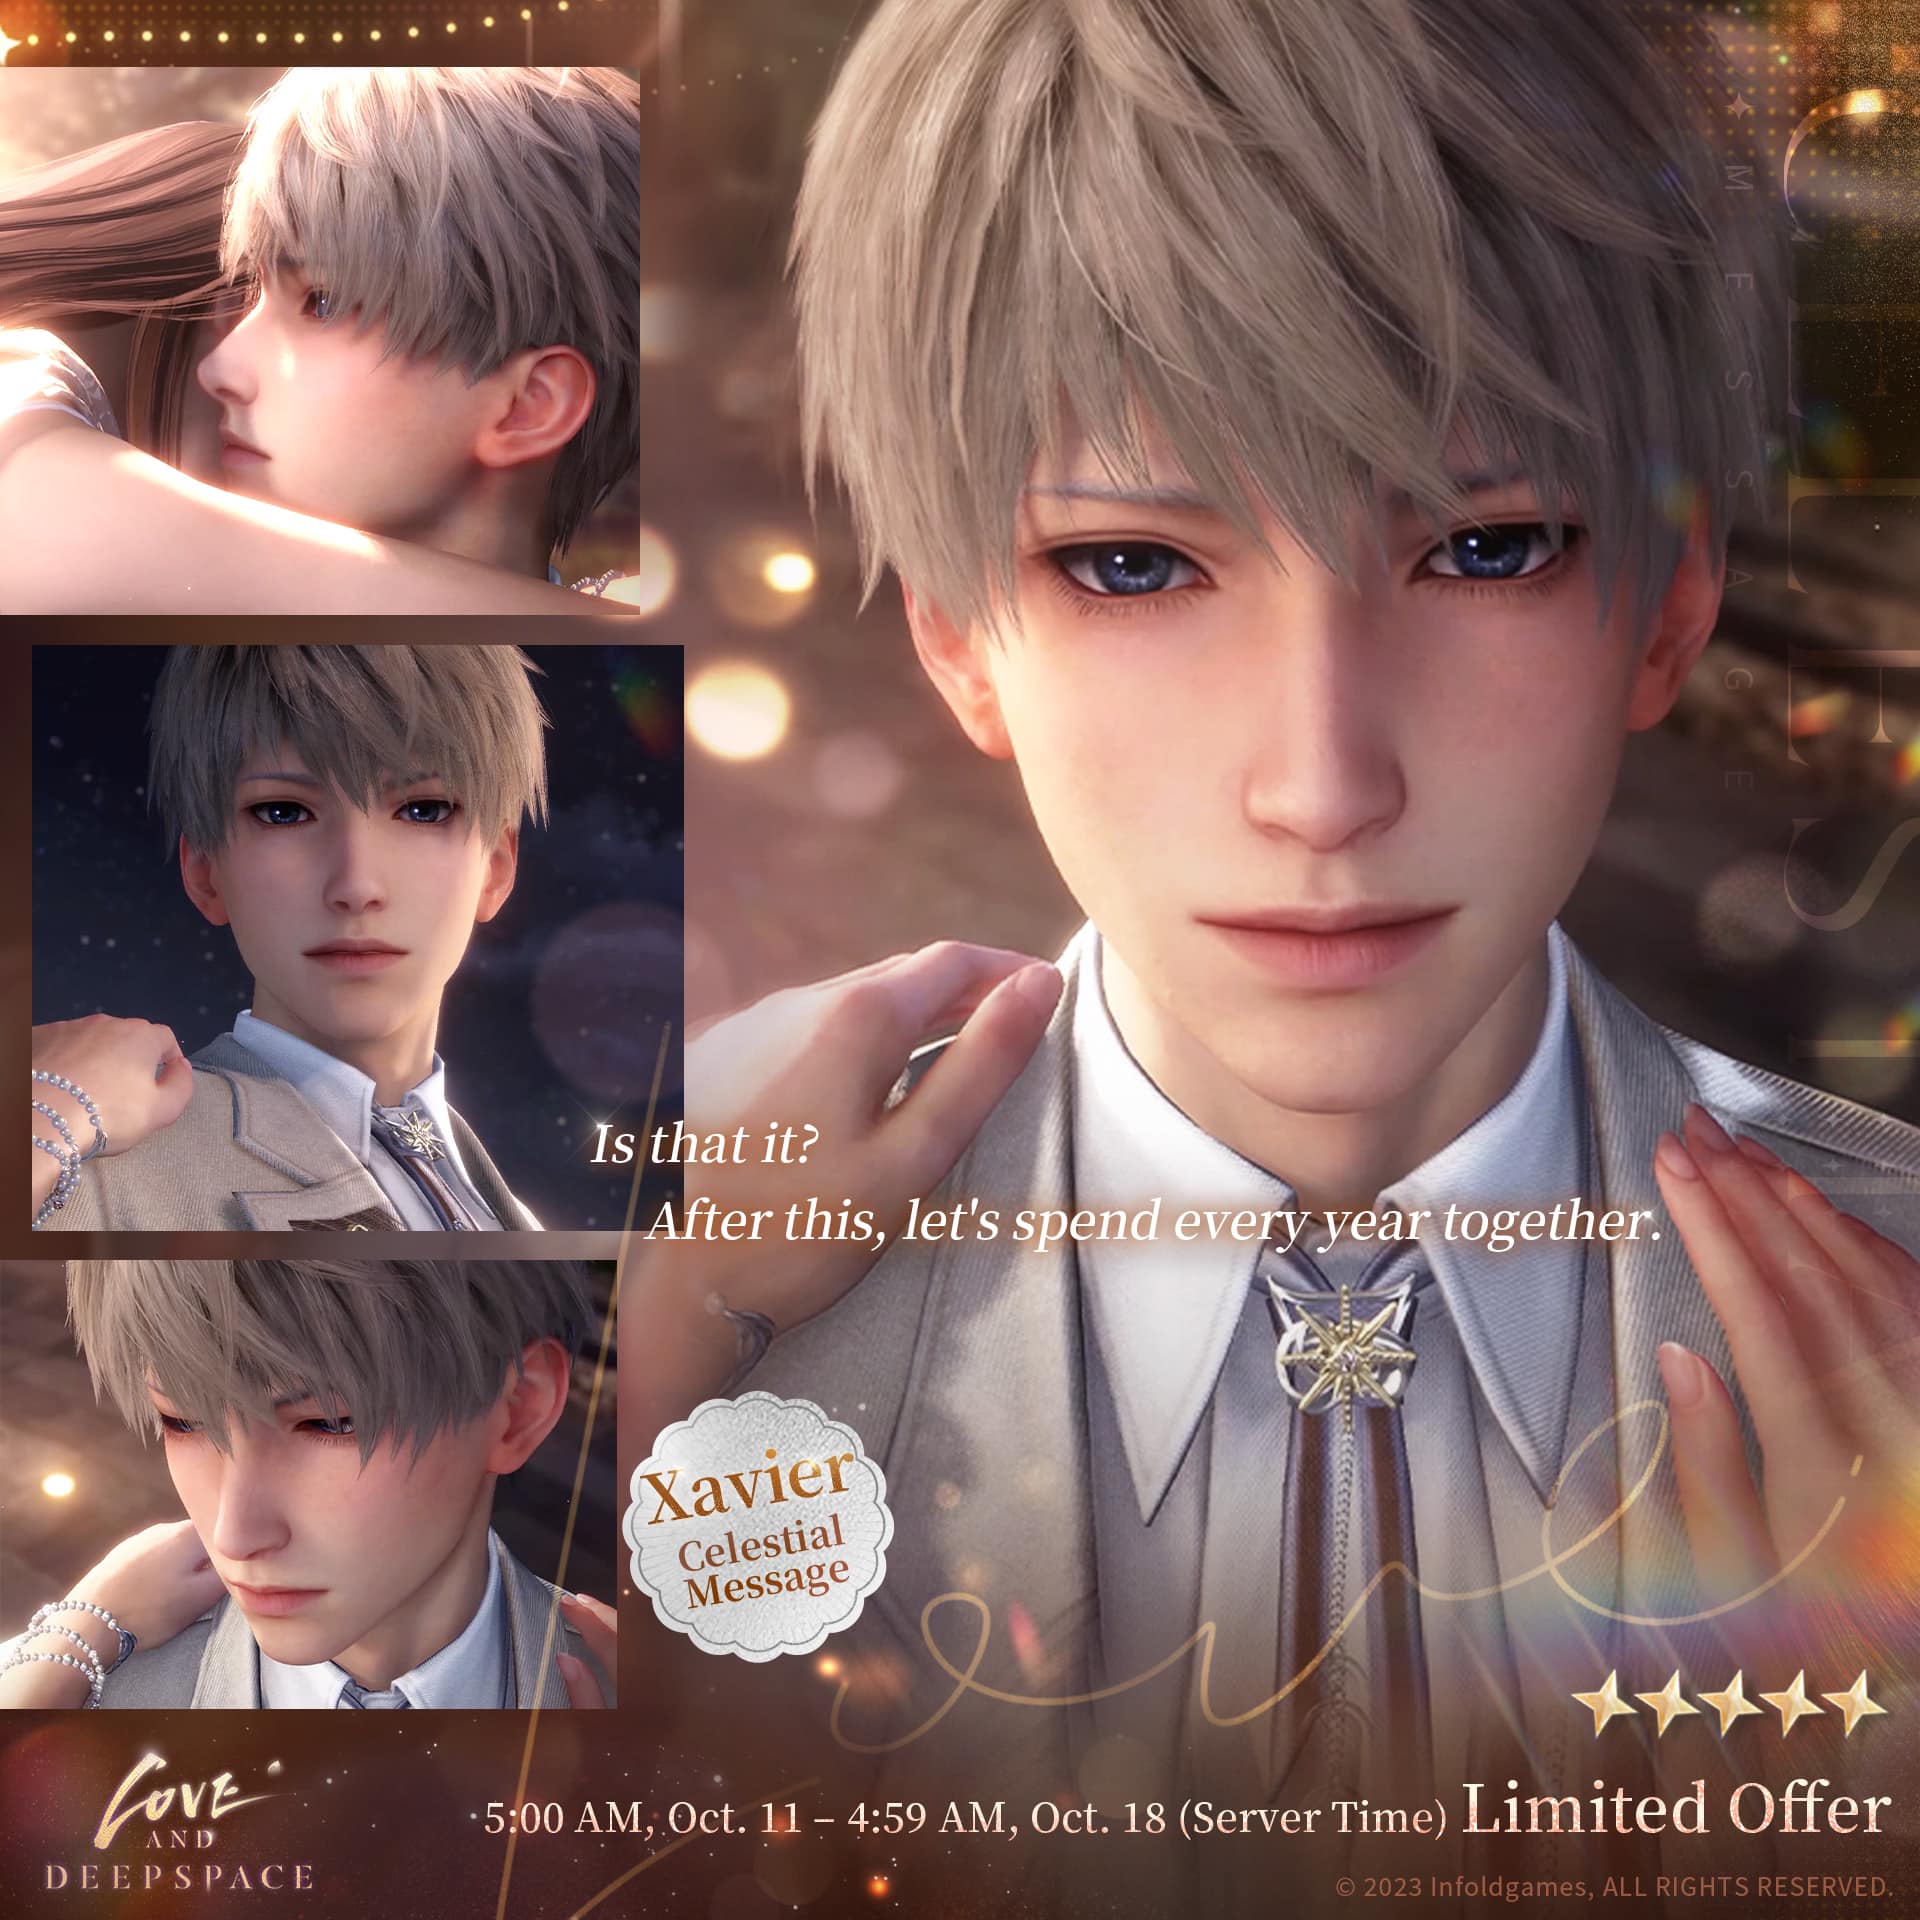 Is that it?
After this, let's spend every year together.
Xavier
Celestial
Message
LOVE
AND
DEEPSPACE
5:00 AM, Oct. 11 – 4:59 AM, Oct. 18 (Server Time) Limited Offer
© 2023 Infoldgames, ALL RIGHTS RESERVED.
MESSAGE